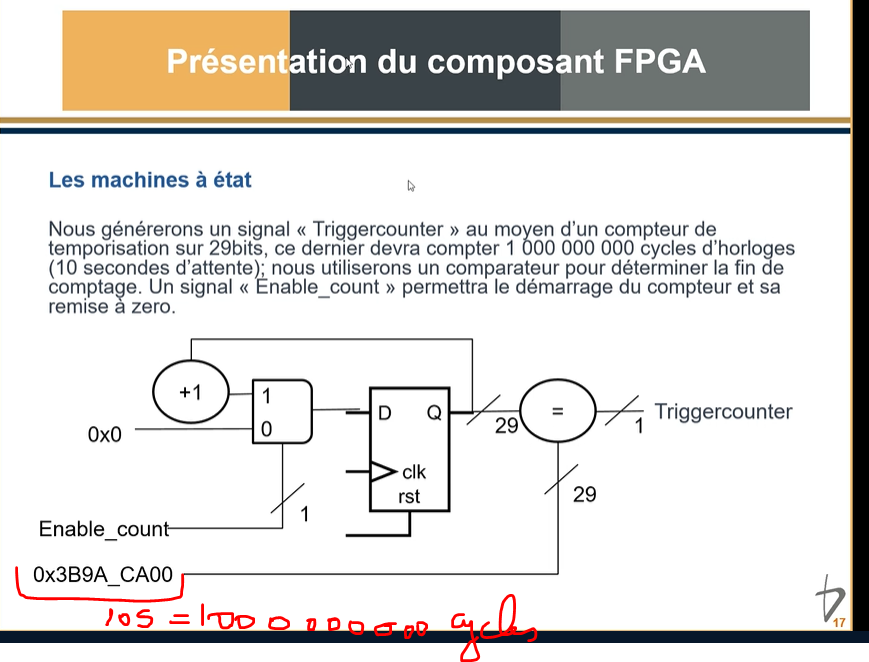 Présentation du composant FPGA
Les machines à état
Nous générerons un signal « Triggercounter » au moyen d'un compteur de
temporisation sur 29bits, ce dernier devra compter 1 000 000 000 cycles d'horloges
(10 secondes d'attente); nous utiliserons un comparateur pour déterminer la fin de
comptage. Un signal « Enable_count » permettra le démarrage du compteur et sa
remise à zero.
+1
1
0
0x0
D Q
clk
rst
29
=
1
Triggercounter
29
1
Enable_count
0x3B9A_CA00
10s = 1000 000 000 cycles
17